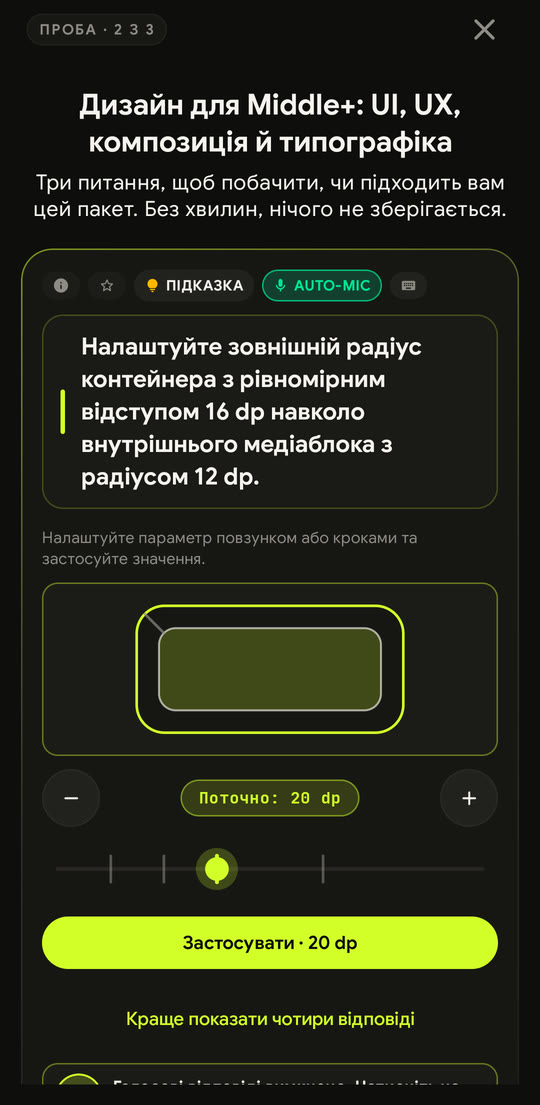 ПРОБА · 2 З 3
Дизайн для Middle+: UI, UX,
композиція й типографіка
Три питання, щоб побачити, чи підходить вам
цей пакет. Без хвилин, нічого не зберігається.
ПІДКАЗКА
AUTO-MIC
Налаштуйте зовнішній радіус
контейнера з рівномірним
відступом 16 dp навколо
внутрішнього медіаблока з
радіусом 12 dp.
Налаштуйте параметр повзунком або кроками та
застосуйте значення.
Поточно: 20 dp
Застосувати · 20 dp
Краще показати чотири відповіді